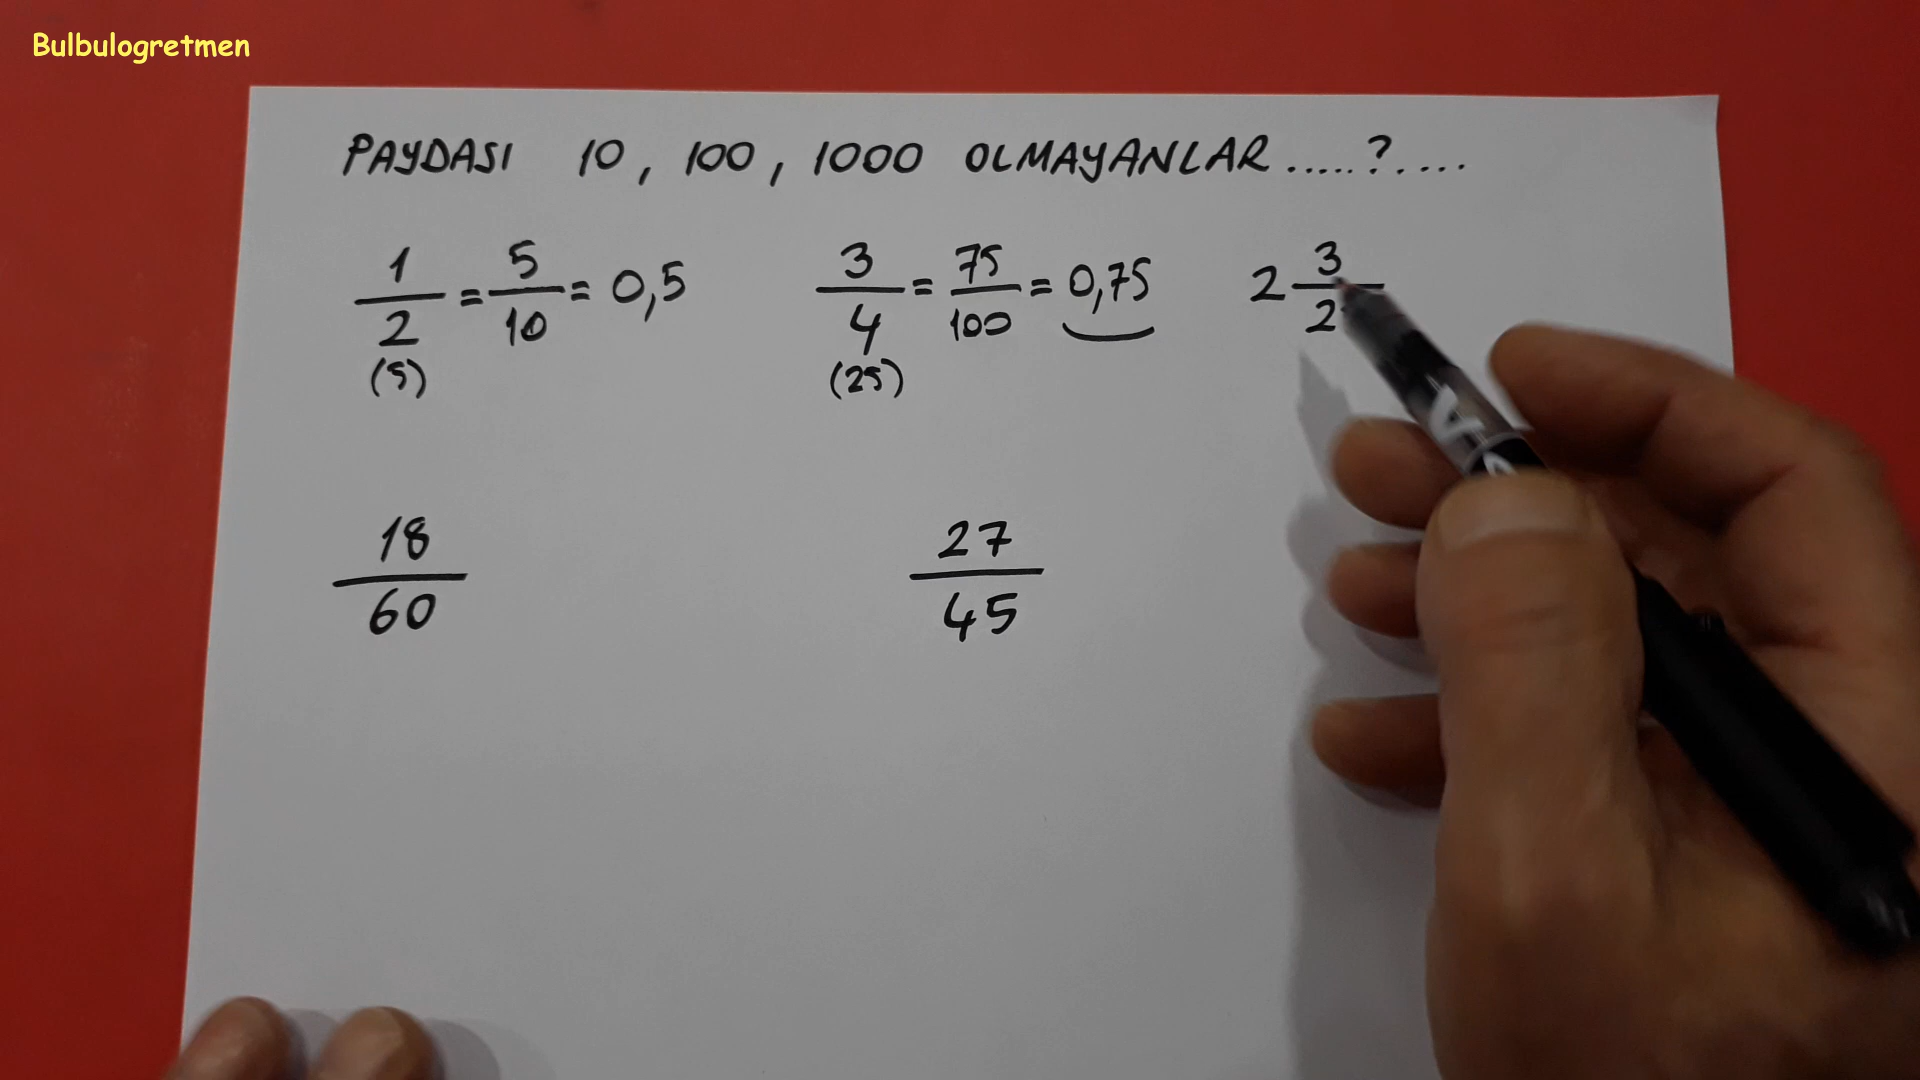 Bulbulogretmen
PAYDASI 10, 100, 1000 OLMAYANLAR.....?....
1/2 = 5/10 = 0,5
(5)
3/4 = 75/100 = 0,75
(25)
2 3/2
18/60
27/45